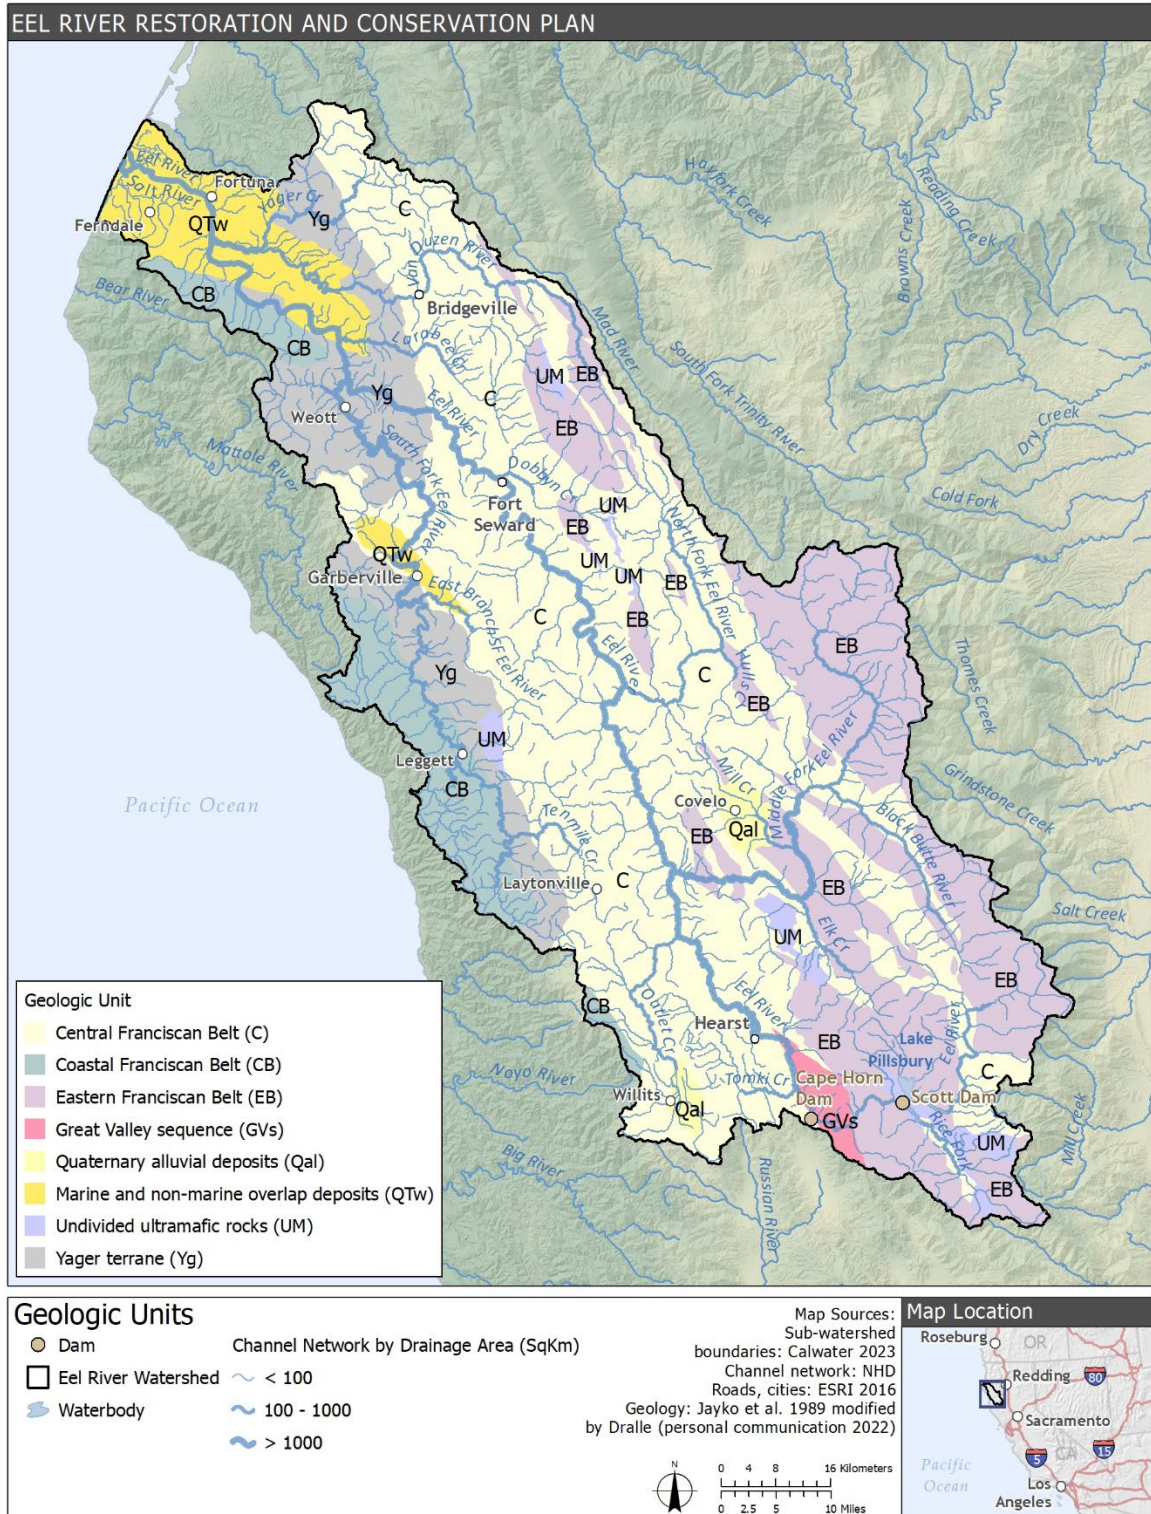 EEL RIVER RESTORATION AND CONSERVATION PLAN
Eel River
Salt River
Fortuna
Ferndale
QTw
Yager Cr
Yg
C
Hayfork Creek
Reading Creek
Browns Creek
Van
Duzen River
Bridgeville
CB
Bear River
CB
Larabee Cr
Mad River
South Fork Trinity River
UM
EB
Yg
C
Weott
Eel River
EB
Dry Creek
Mattole River
South Fork Eel River
Dobbyn Cr
Fort
Seward
Cold Fork
UM
EB
North Fork Eel River
QTw
UM
UM
Garberville
East Branch SF Eel River
EB
C
EB
EB
Eel River
Thomes Creek
Yg
C
Hulls Cr
EB
UM
Leggett
Middle Fork Eel River
Mill Cr
Grindstone Creek
CB
Pacific Ocean
Covelo
Qal
Black Butte River
Tenmile Cr
EB
Laytonville
C
EB
Salt Creek
Elk Cr
UM
EB
CB
Outlet Cr
Eel River
Hearst
EB
Lake
Pillsbury
Eel River
C
Noyo River
Tomki Cr
Cape Horn
Dam
Scott Dam
Willits
Qal
GVs
Rice Fork
UM
Mill Creek
Big River
Russian River
EB
Geologic Unit
Central Franciscan Belt (C)
Coastal Franciscan Belt (CB)
Eastern Franciscan Belt (EB)
Great Valley sequence (GVs)
Quaternary alluvial deposits (Qal)
Marine and non-marine overlap deposits (QTw)
Undivided ultramafic rocks (UM)
Yager terrane (Yg)
Geologic Units
Dam
Eel River Watershed
Waterbody
Channel Network by Drainage Area (SqKm)
< 100
100 - 1000
> 1000
Map Sources:
Sub-watershed
boundaries: Calwater 2023
Channel network: NHD
Roads, cities: ESRI 2016
Geology: Jayko et al. 1989 modified
by Dralle (personal communication 2022)
N
0 4 8 16 Kilometers
0 2.5 5 10 Miles
Map Location
Roseburg
OR
Redding
80
Sacramento
CA
5
15
Pacific
Ocean
Los
Angeles